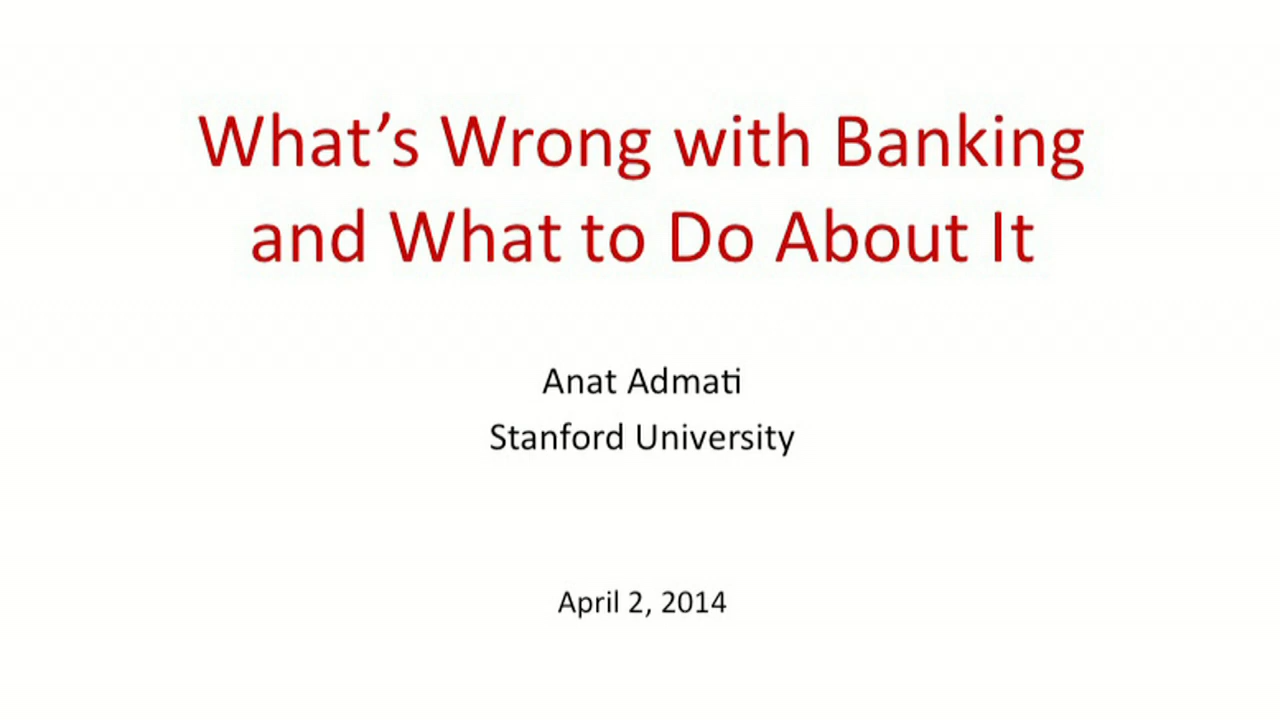 What’s Wrong with Banking
and What to Do About It
Anat Admati
Stanford University
April 2, 2014